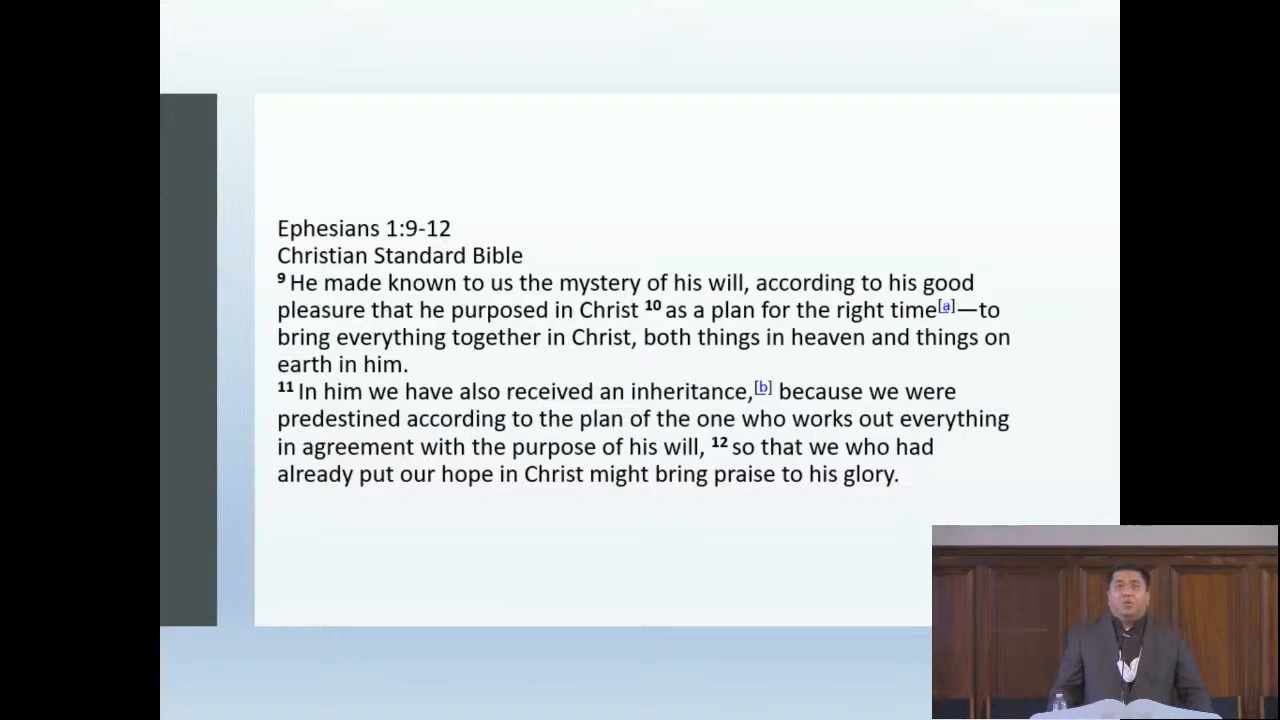 Ephesians 1:9-12
Christian Standard Bible
9 He made known to us the mystery of his will, according to his good
pleasure that he purposed in Christ 10 as a plan for the right time[a]—to
bring everything together in Christ, both things in heaven and things on
earth in him.
11 In him we have also received an inheritance,[b] because we were
predestined according to the plan of the one who works out everything
in agreement with the purpose of his will, 12 so that we who had
already put our hope in Christ might bring praise to his glory.